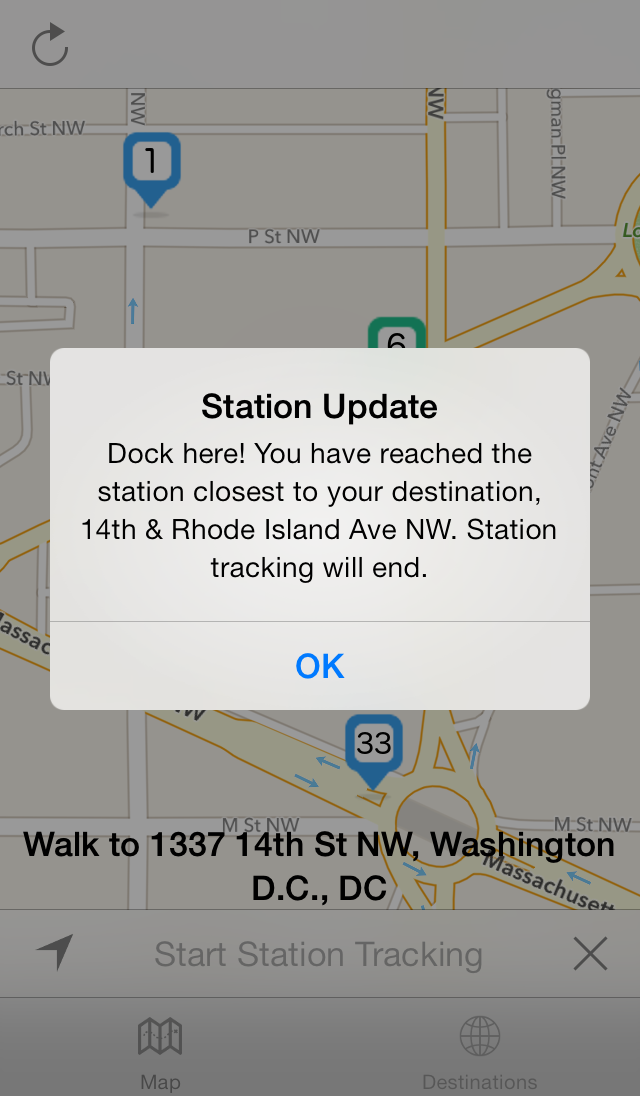 NW
NW
gman Pl NW
rch St NW
1
P St NW
Lo
6
St NW
nt Ave NW
Station Update
Dock here! You have reached the
station closest to your destination,
14th & Rhode Island Ave NW. Station
tracking will end.
OK
assac
W
33
M St NW
M St NW
Walk to 1337 14th St NW, Washington
D.C., DC
Massachusett
Start Station Tracking
Map
Destinations